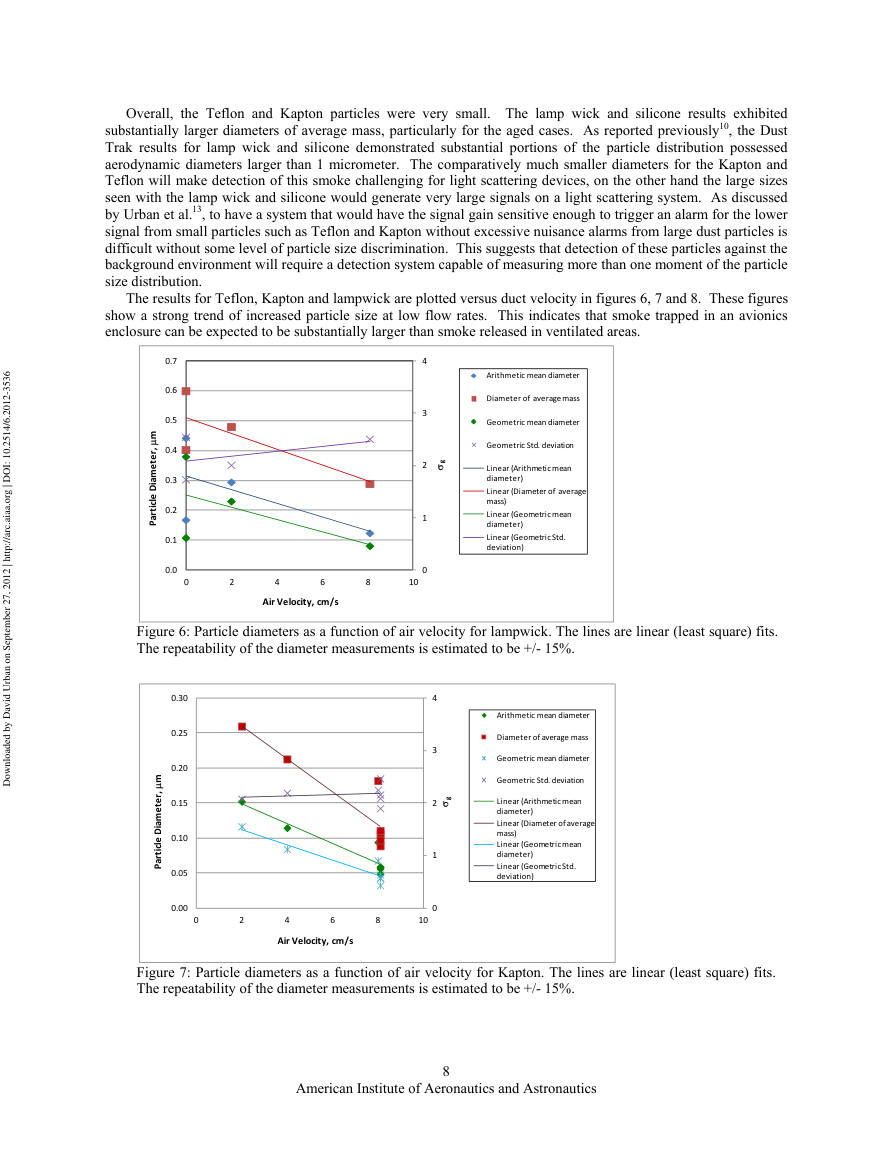 Overall, the Teflon and Kapton particles were very small. The lamp wick and silicone results exhibited
substantially larger diameters of average mass, particularly for the aged cases. As reported previously10, the Dust
Trak results for lamp wick and silicone demonstrated substantial portions of the particle distribution possessed
aerodynamic diameters larger than 1 micrometer. The comparatively much smaller diameters for the Kapton and
Teflon will make detection of this smoke challenging for light scattering devices, on the other hand the large sizes
seen with the lamp wick and silicone would generate very large signals on a light scattering system. As discussed
by Urban et al.13, to have a system that would have the signal gain sensitive enough to trigger an alarm for the lower
signal from small particles such as Teflon and Kapton without excessive nuisance alarms from large dust particles is
difficult without some level of particle size discrimination. This suggests that detection of these particles against the
background environment will require a detection system capable of measuring more than one moment of the particle
size distribution.
The results for Teflon, Kapton and lampwick are plotted versus duct velocity in figures 6, 7 and 8. These figures
show a strong trend of increased particle size at low flow rates. This indicates that smoke trapped in an avionics
enclosure can be expected to be substantially larger than smoke released in ventilated areas.
Particle Diameter, µm
0.7
0.6
0.5
0.4
0.3
0.2
0.1
0.0
0 2 4 6 8 10
Air Velocity, cm/s
4
3
2
1
0
σg
Arithmetic mean diameter
Diameter of average mass
Geometric mean diameter
Geometric Std. deviation
Linear (Arithmetic mean
diameter)
Linear (Diameter of average
mass)
Linear (Geometric mean
diameter)
Linear (Geometric Std.
deviation)
Figure 6: Particle diameters as a function of air velocity for lampwick. The lines are linear (least square) fits.
The repeatability of the diameter measurements is estimated to be +/- 15%.
Particle Diameter, µm
0.30
0.25
0.20
0.15
0.10
0.05
0.00
0 2 4 6 8 10
Air Velocity, cm/s
4
3
2
1
0
σg
Arithmetic mean diameter
Diameter of average mass
Geometric mean diameter
Geometric Std. deviation
Linear (Arithmetic mean
diameter)
Linear (Diameter of average
mass)
Linear (Geometric mean
diameter)
Linear (Geometric Std.
deviation)
Figure 7: Particle diameters as a function of air velocity for Kapton. The lines are linear (least square) fits.
The repeatability of the diameter measurements is estimated to be +/- 15%.
8
American Institute of Aeronautics and Astronautics
Downloaded by David Urban on September 27, 2012 | http://arc.aiaa.org | DOI: 10.2514/6.2012-3536